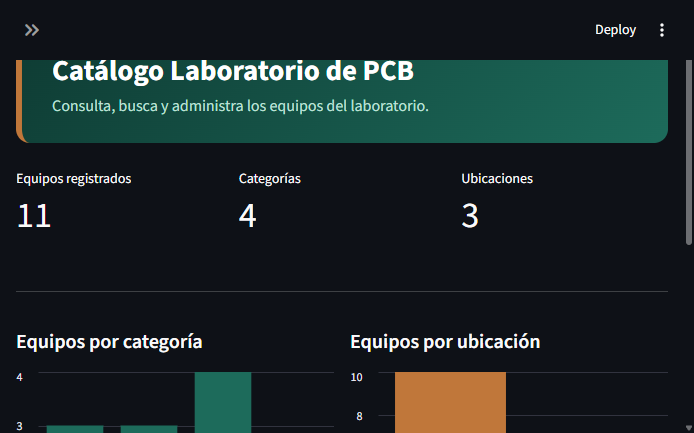 Deploy
Catálogo Laboratorio de PCB
Consulta, busca y administra los equipos del laboratorio.
Equipos registrados
11
Categorías
4
Ubicaciones
3
Equipos por categoría
4
3
Equipos por ubicación
10
8